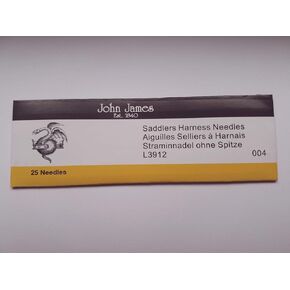 John James
Est. 1840
Saddlers Harness Needles
Aiguilles Selliers à Harnais
Straminnadel ohne Spitze
L3912 004
25 Needles